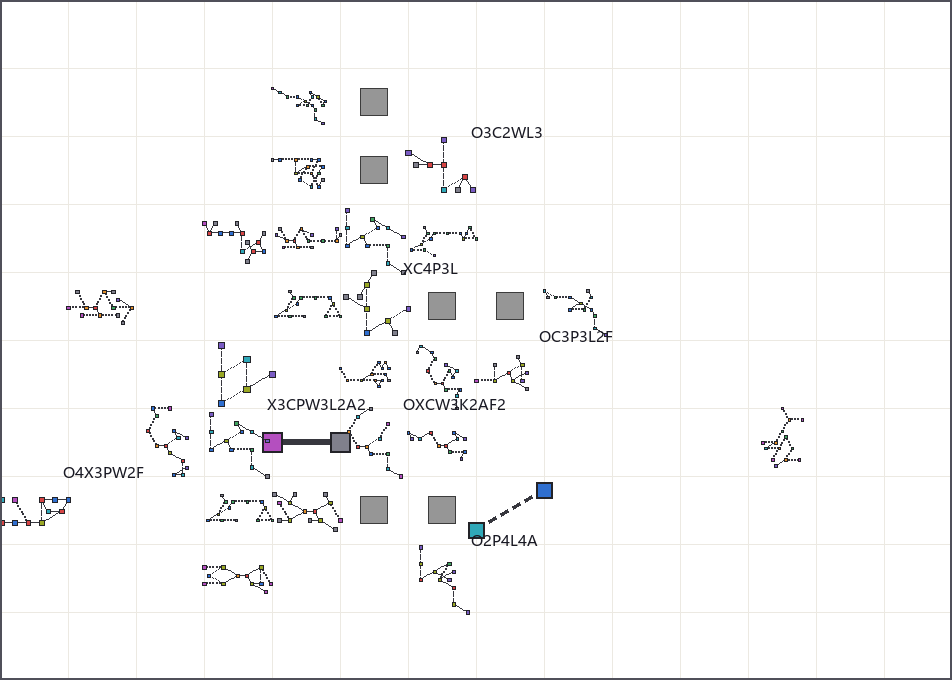 O3C2WL3
XC4P3L
OC3P3L2F
X3CPW3L2A2
OXCW3K2AF2
O4X3PW2F
O2P4L4A